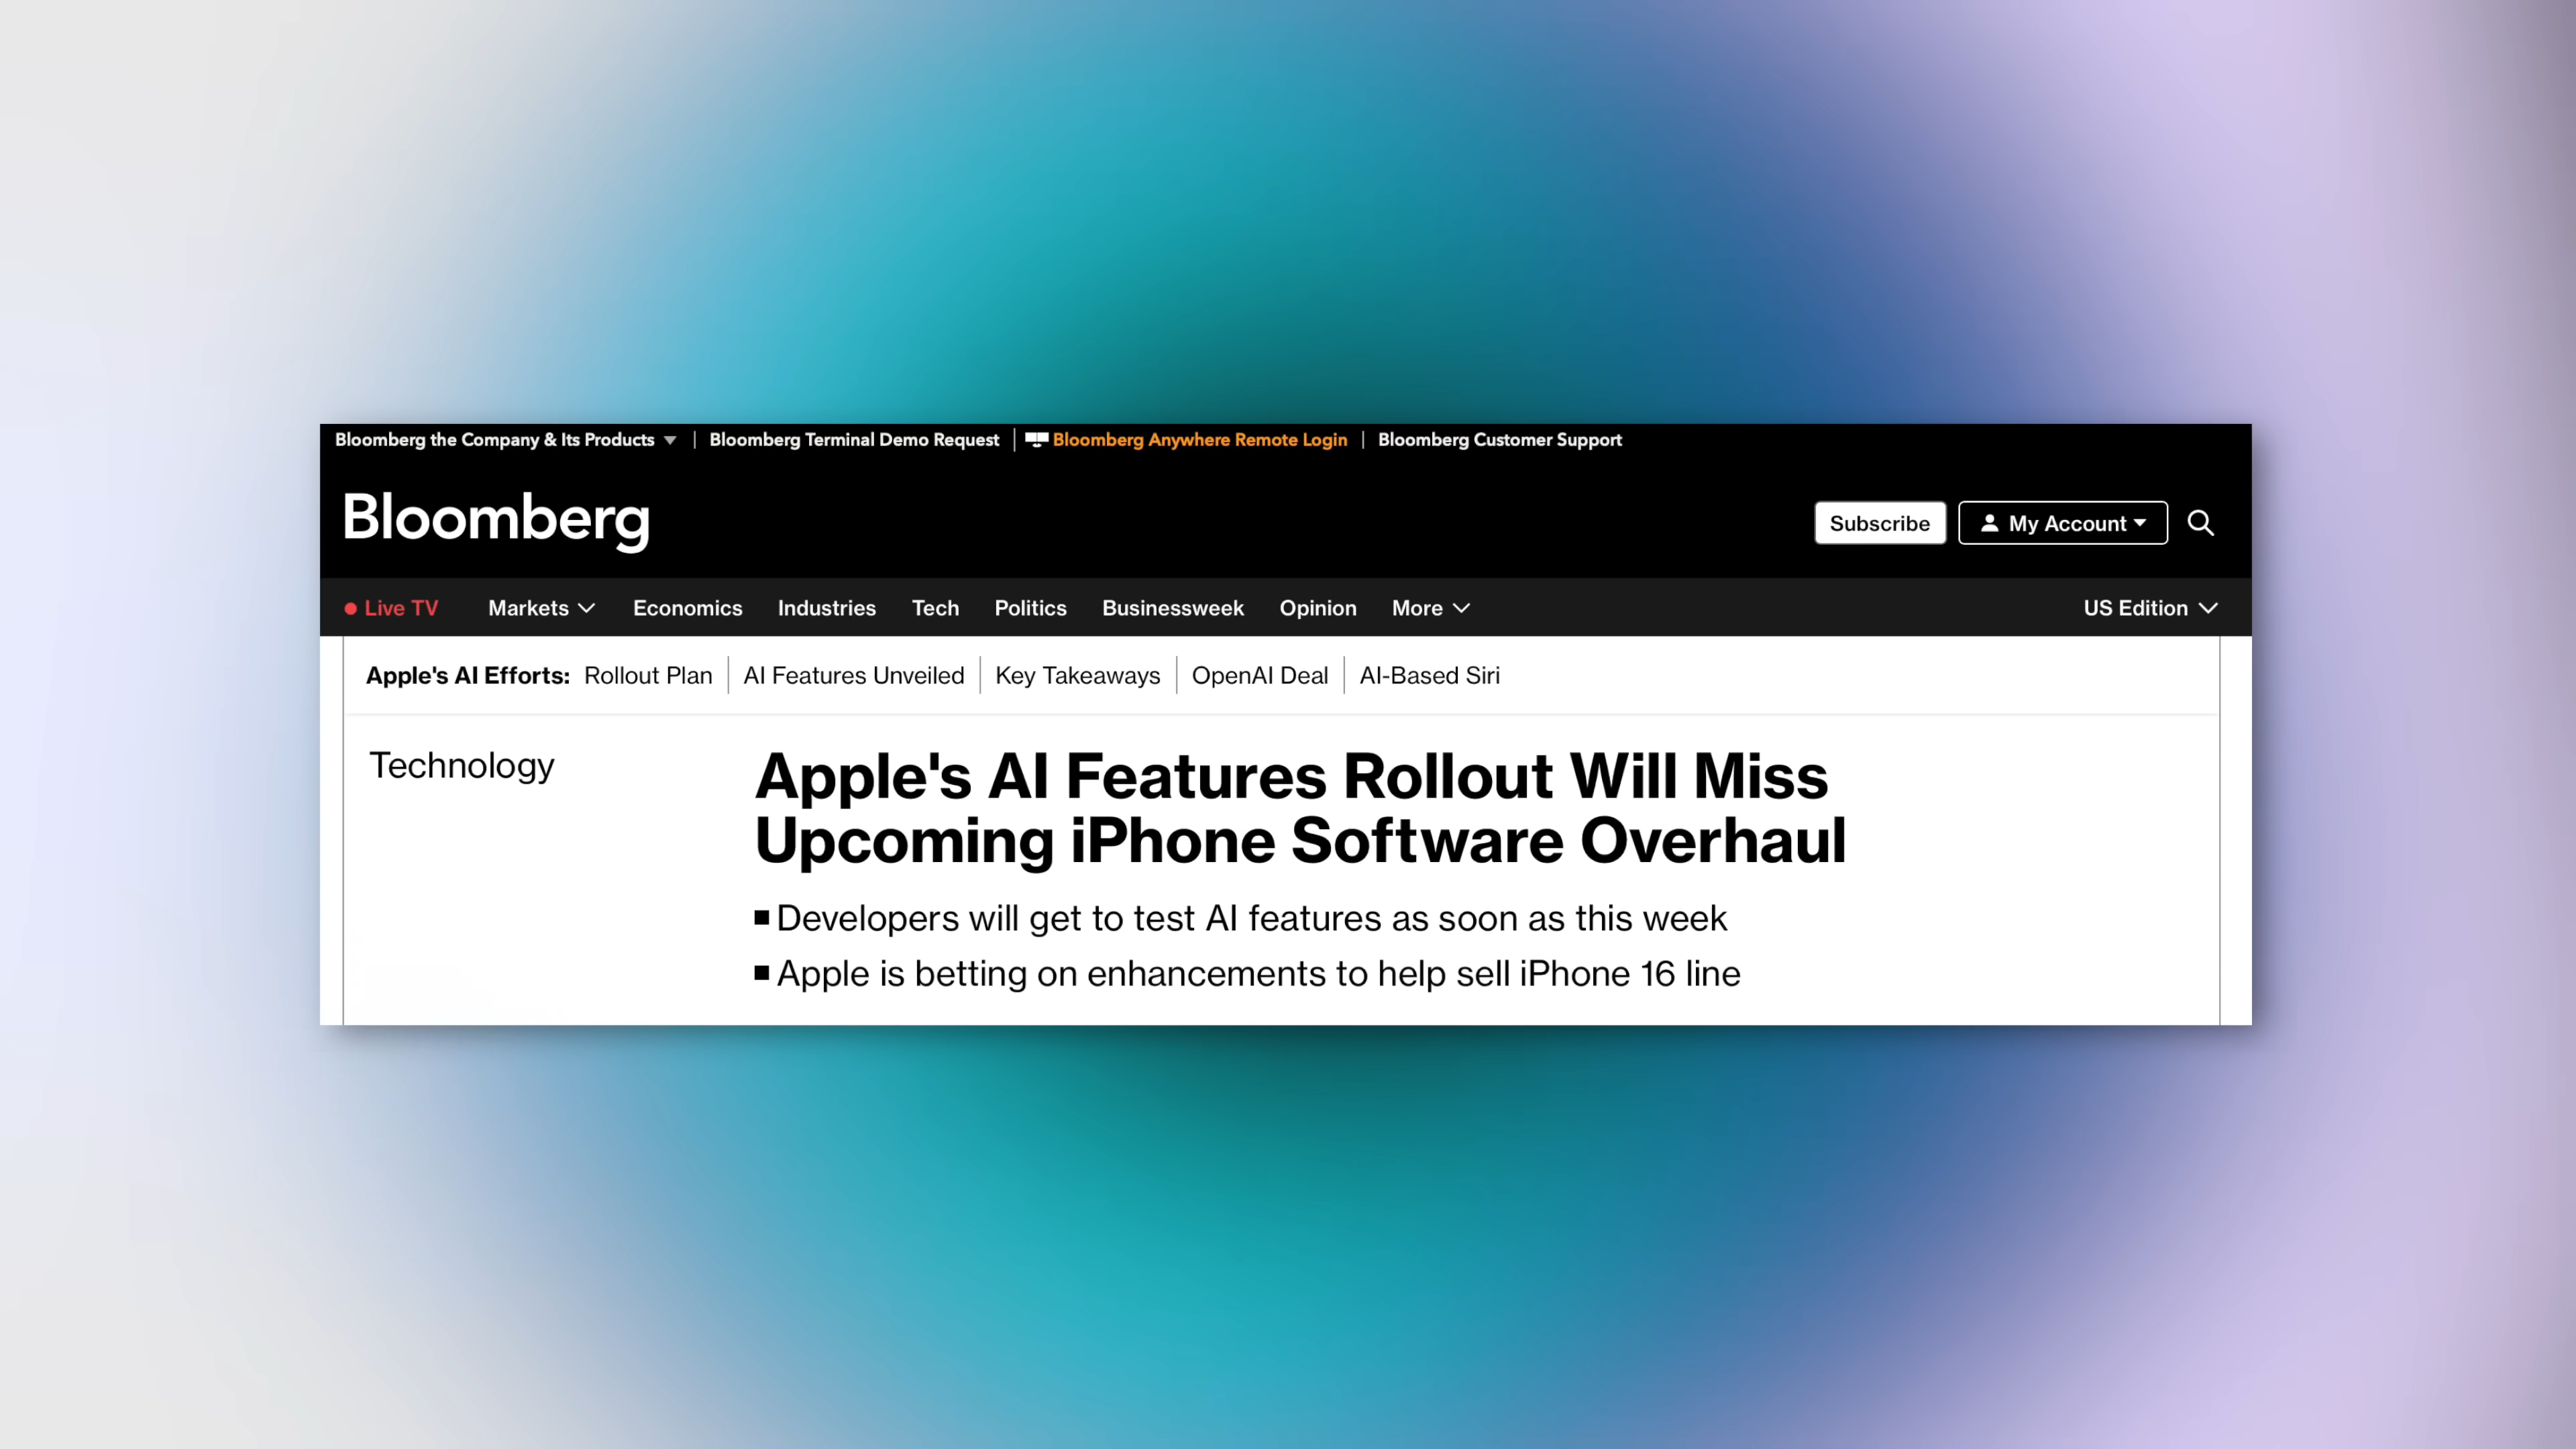 Bloomberg the Company & Its Products
Bloomberg Terminal Demo Request
Bloomberg Anywhere Remote Login
Bloomberg Customer Support
Bloomberg
Subscribe
My Account
Live TV
Markets
Economics
Industries
Tech
Politics
Businessweek
Opinion
More
US Edition
Apple's AI Efforts: Rollout Plan
AI Features Unveiled
Key Takeaways
OpenAI Deal
AI-Based Siri
Technology
Apple's AI Features Rollout Will Miss
Upcoming iPhone Software Overhaul
Developers will get to test AI features as soon as this week
Apple is betting on enhancements to help sell iPhone 16 line